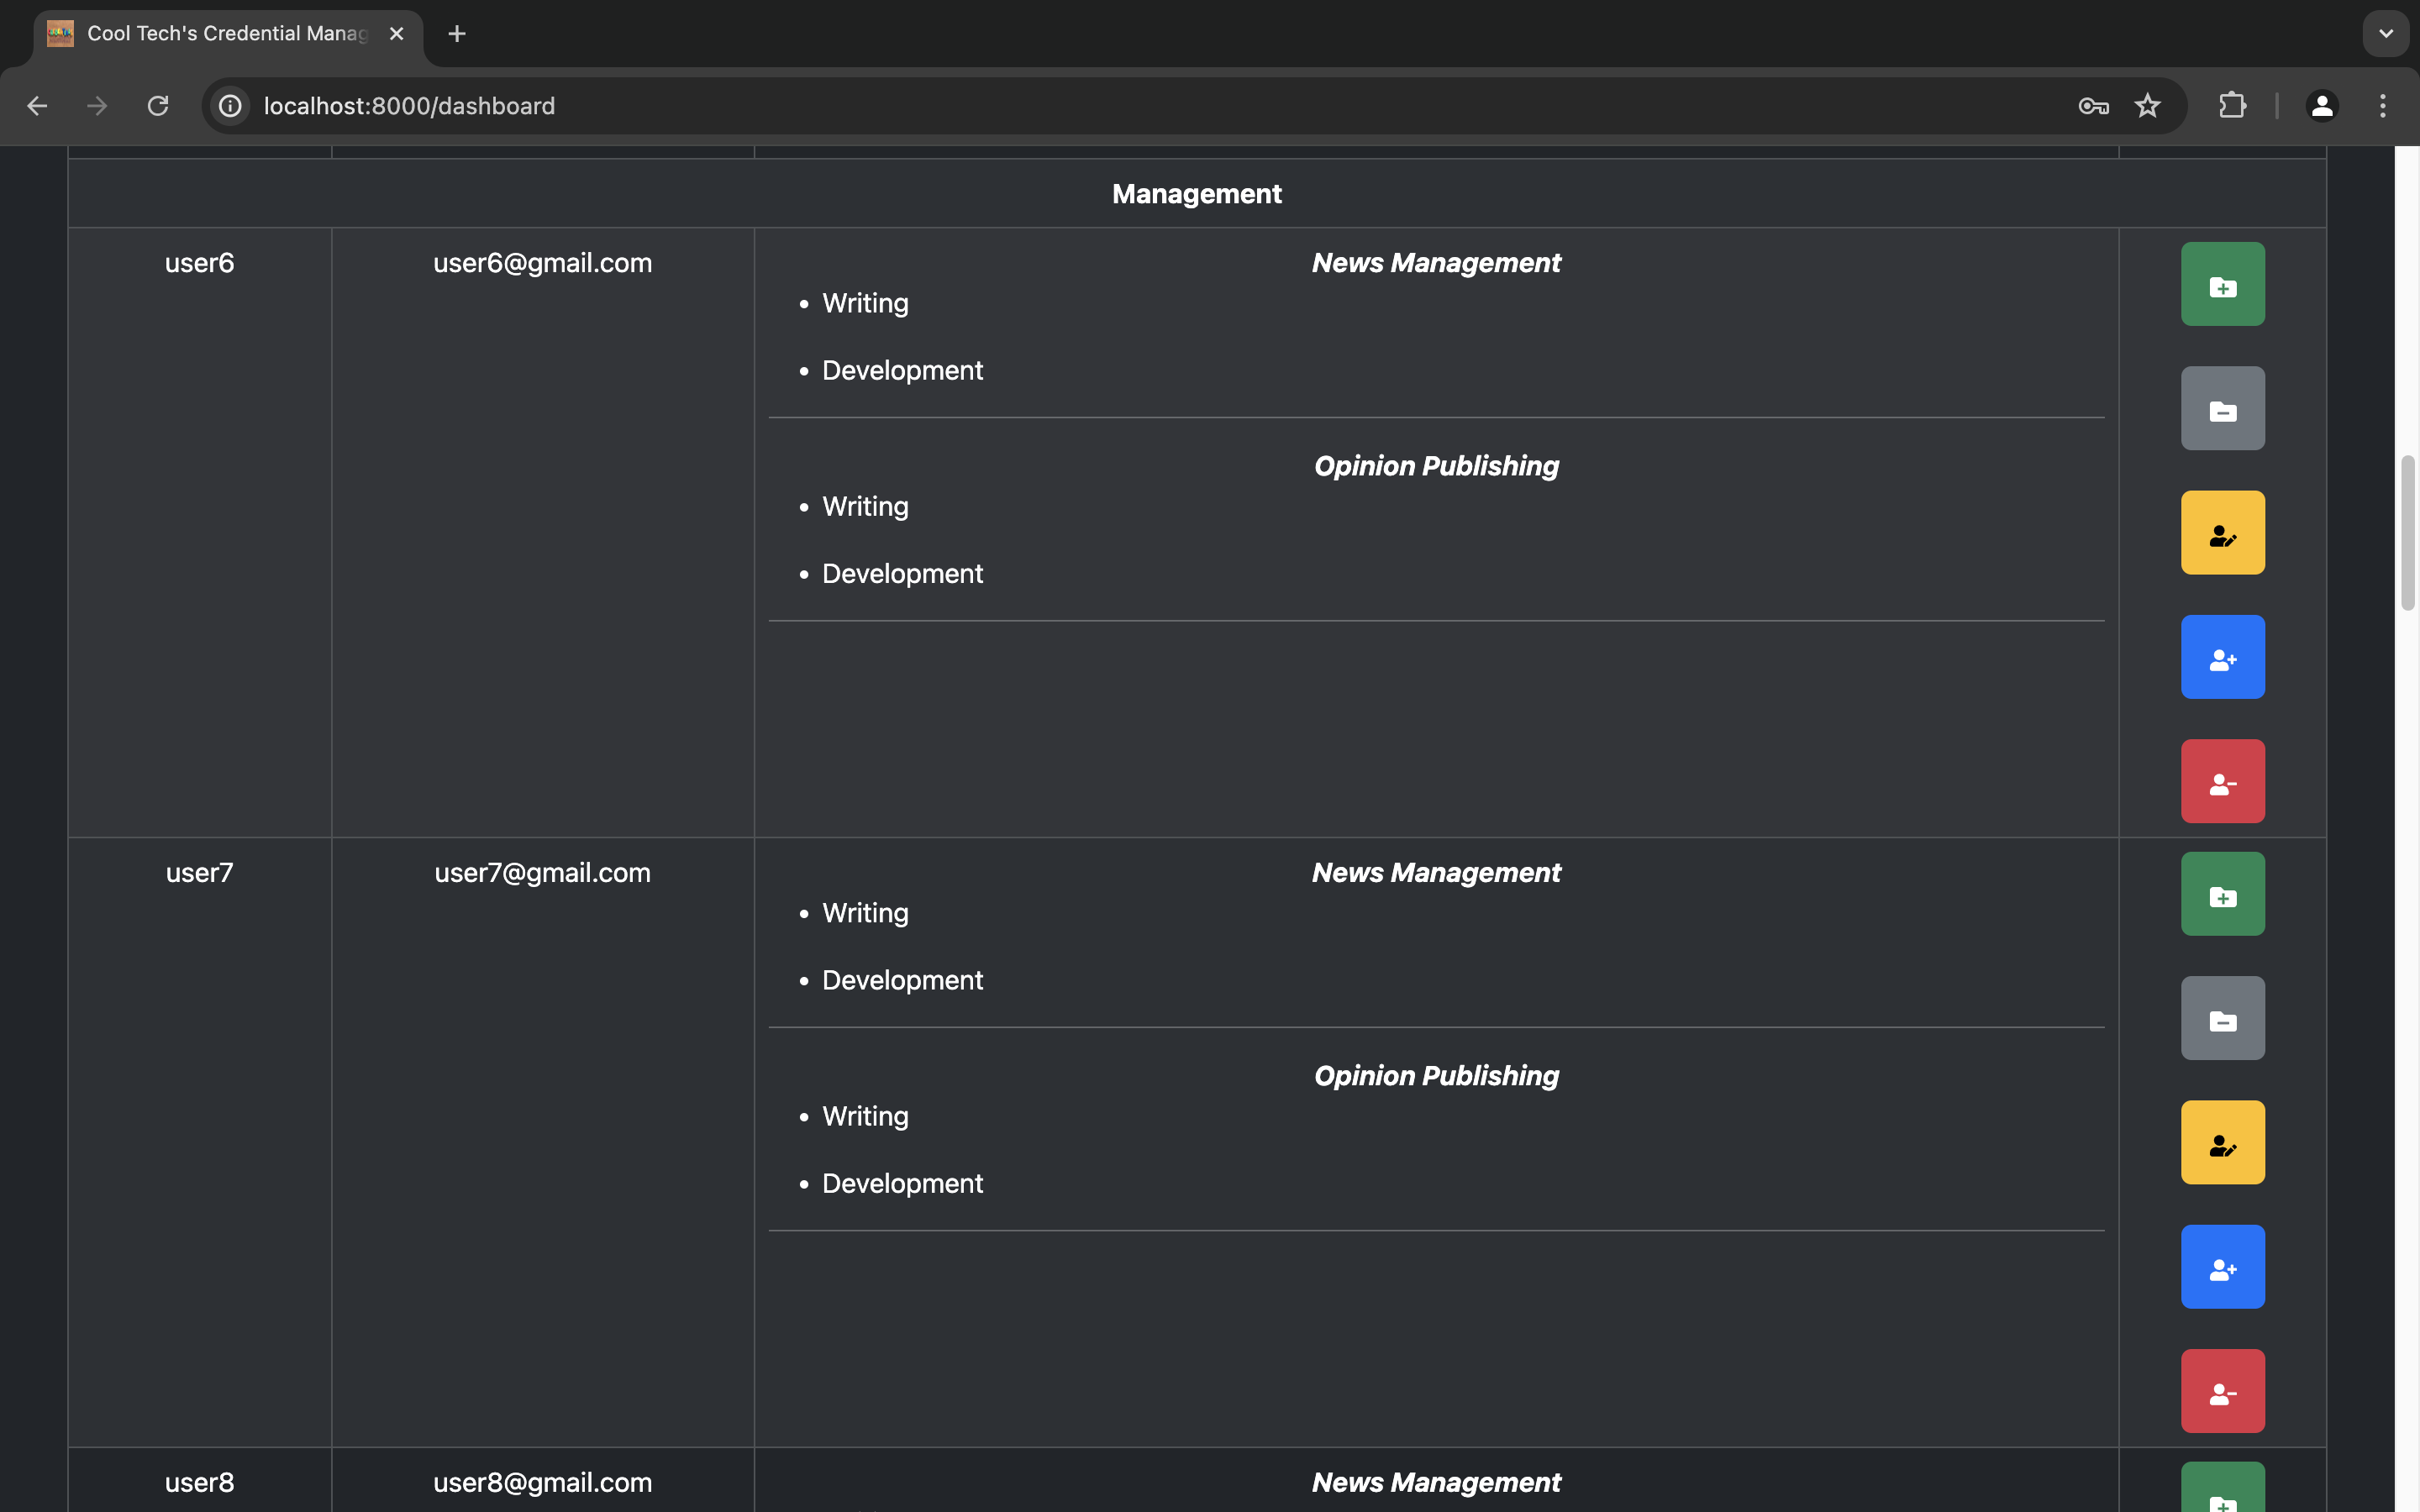 Cool Tech's Credential Manag
localhost:8000/dashboard
Management
user6
user6@gmail.com
News Management
Writing
Development
Opinion Publishing
Writing
Development
user7
user7@gmail.com
News Management
Writing
Development
Opinion Publishing
Writing
Development
user8
user8@gmail.com
News Management